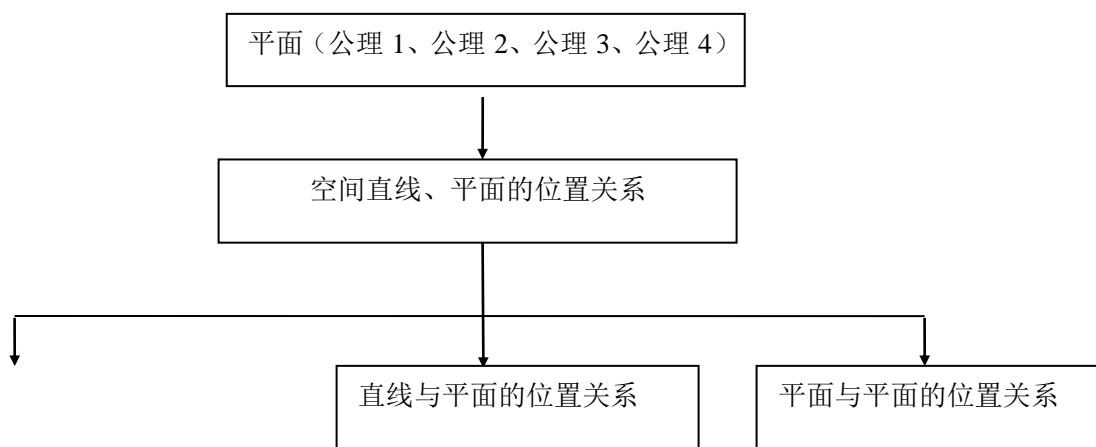 平面（公理 1、公理 2、公理 3、公理 4）
空间直线、平面的位置关系
直线与平面的位置关系
平面与平面的位置关系